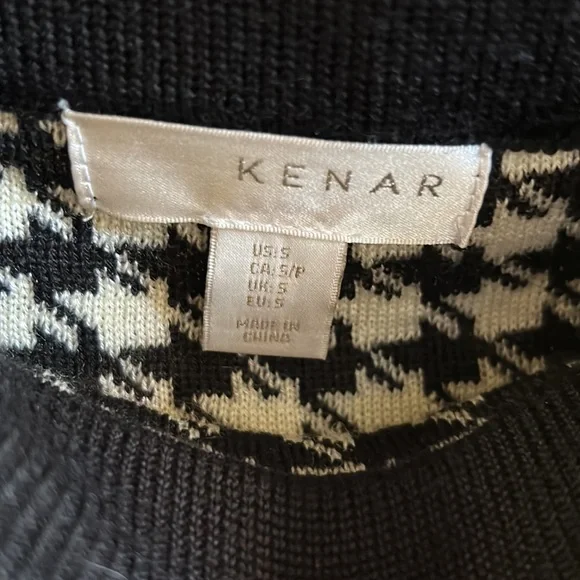 KENAR
US:S
CA:S/P
UK:S
EU:S
MADE IN
CHINA